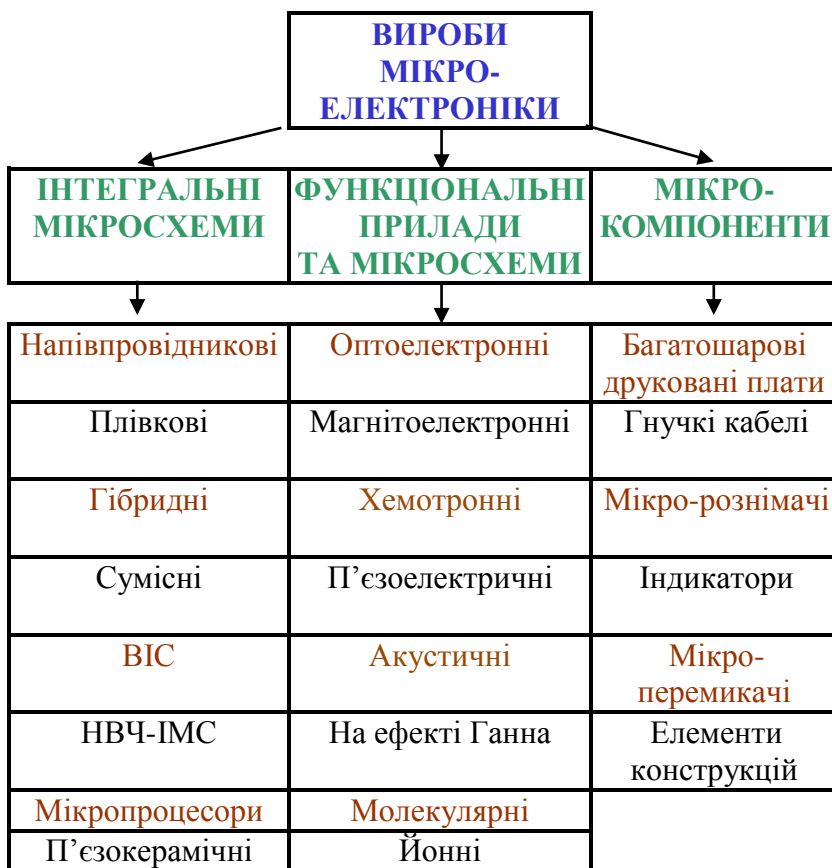 ВИРОБИ
МІКРО-
ЕЛЕКТРОНІКИ
ІНТЕГРАЛЬНІ
МІКРОСХЕМИ
ФУНКЦІОНАЛЬНІ
ПРИЛАДИ
ТА МІКРОСХЕМИ
МІКРО-
КОМПОНЕНТИ
Напівпровідникові
Оптоелектронні
Багатошарові
друковані плати
Плівкові
Магнітоелектронні
Гнучкі кабелі
Гібридні
Хемотронні
Мікро-рознімачі
Сумісні
П’єзоелектричні
Індикатори
ВІС
Акустичні
Мікро-
перемикачі
НВЧ-ІМС
На ефекті Ганна
Елементи
конструкцій
Мікропроцесори
Молекулярні
П’єзокерамічні
Йонні